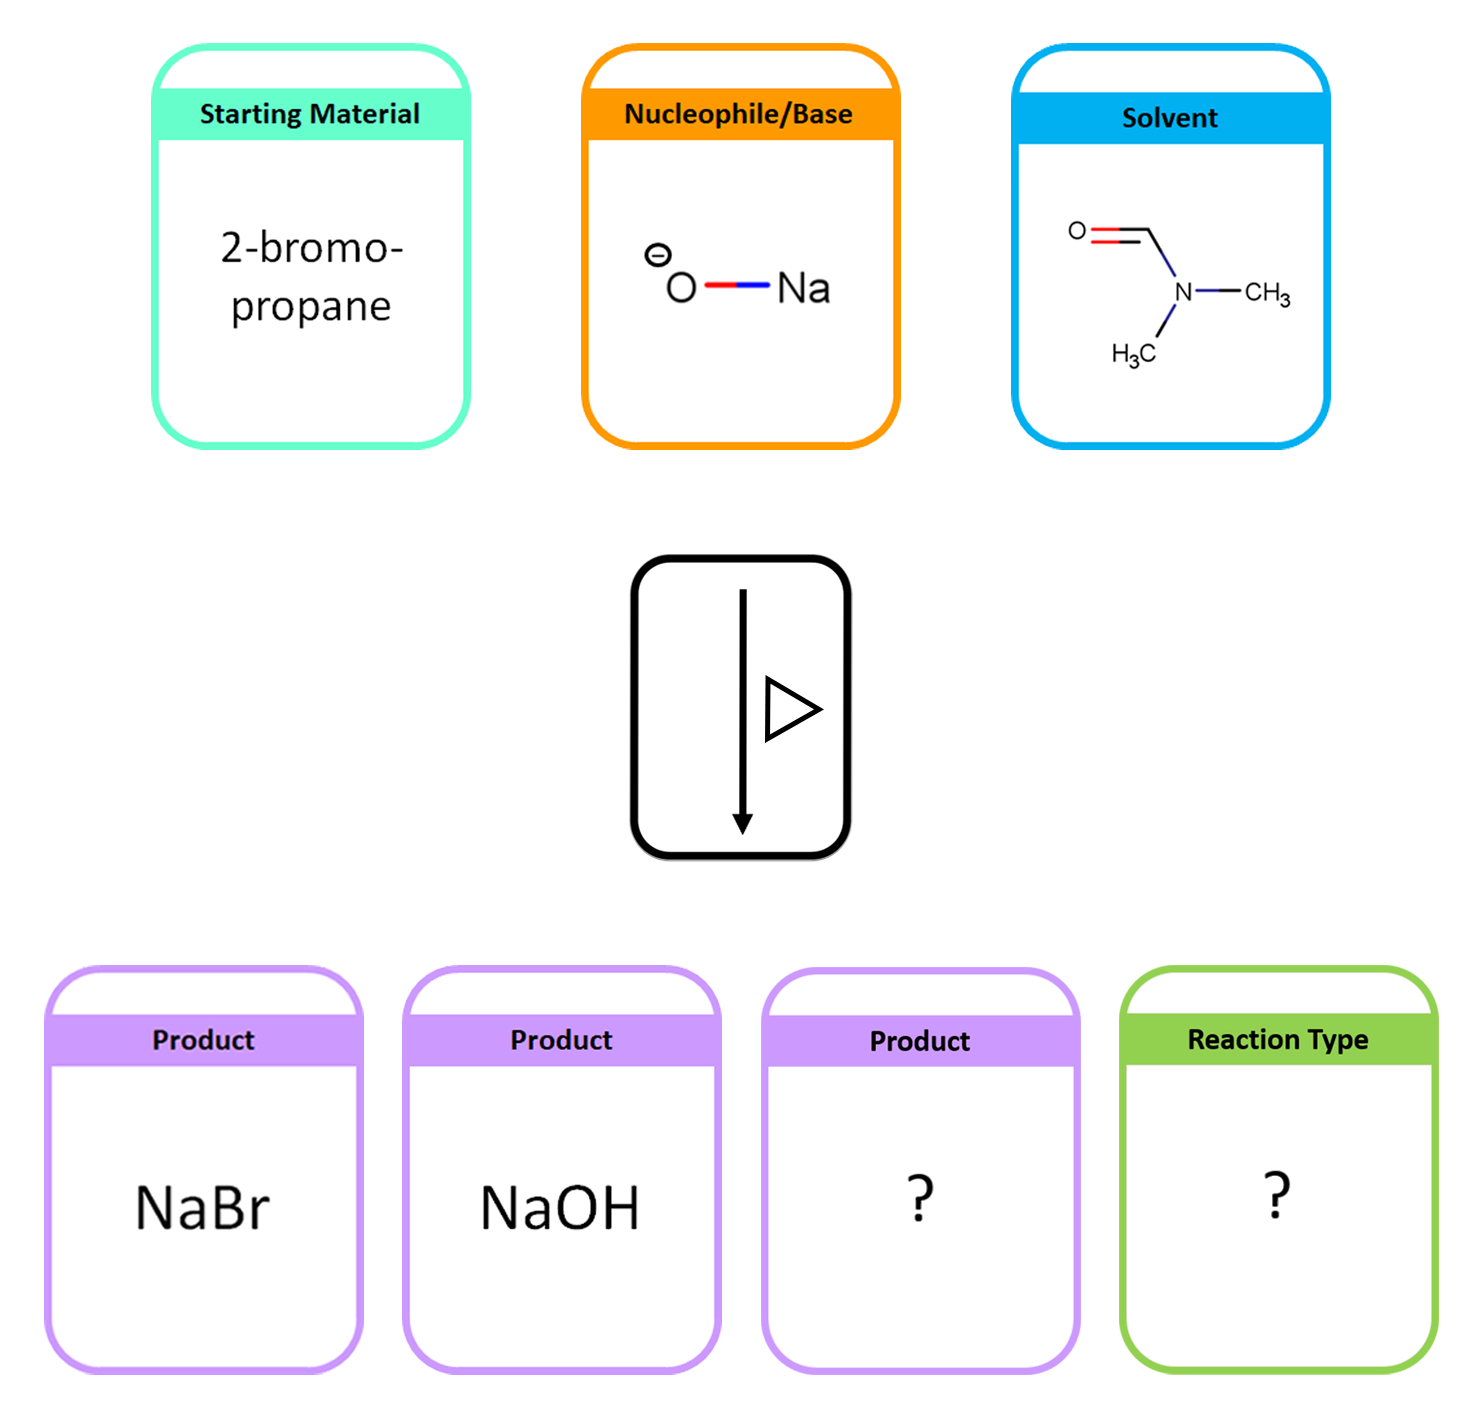 Starting Material
2-bromo-
propane
Nucleophile/Base
⊖
O Na
Solvent
O
N CH₃
H₃C
Product
NaBr
Product
NaOH
Product
?
Reaction Type
?